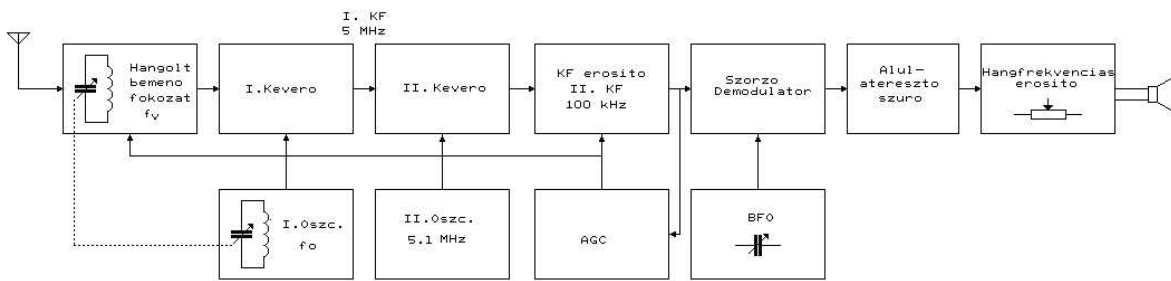 I. KF
5 MHz
Hangolt
bemeno
fokozat
fv
I.Kevero
II.Kevero
KF erosito
II. KF
100 kHz
Szorzo
Demodulator
Alul-
atereszto
szuro
Hangfrekvencias
erosito
I.Oszc.
fo
II.Oszc.
5.1 MHz
AGC
BFO